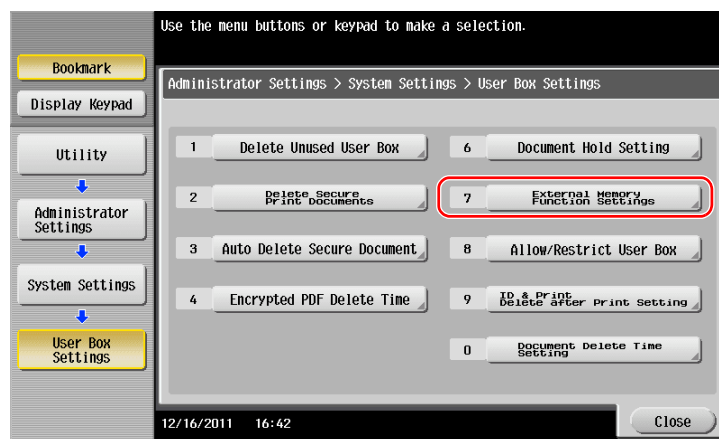 Use the menu buttons or keypad to make a selection.
Bookmark
Display Keypad
Utility
Administrator
Settings
System Settings
User Box
Settings
Administrator Settings > System Settings > User Box Settings
1 Delete Unused User Box
2 Delete Secure
Print Documents
3 Auto Delete Secure Document
4 Encrypted PDF Delete Time
6 Document Hold Setting
7 External Memory
Function Settings
8 Allow/Restrict User Box
9 ID & Print
Delete after Print Setting
0 Document Delete Time
Setting
12/16/2011 16:42
Close